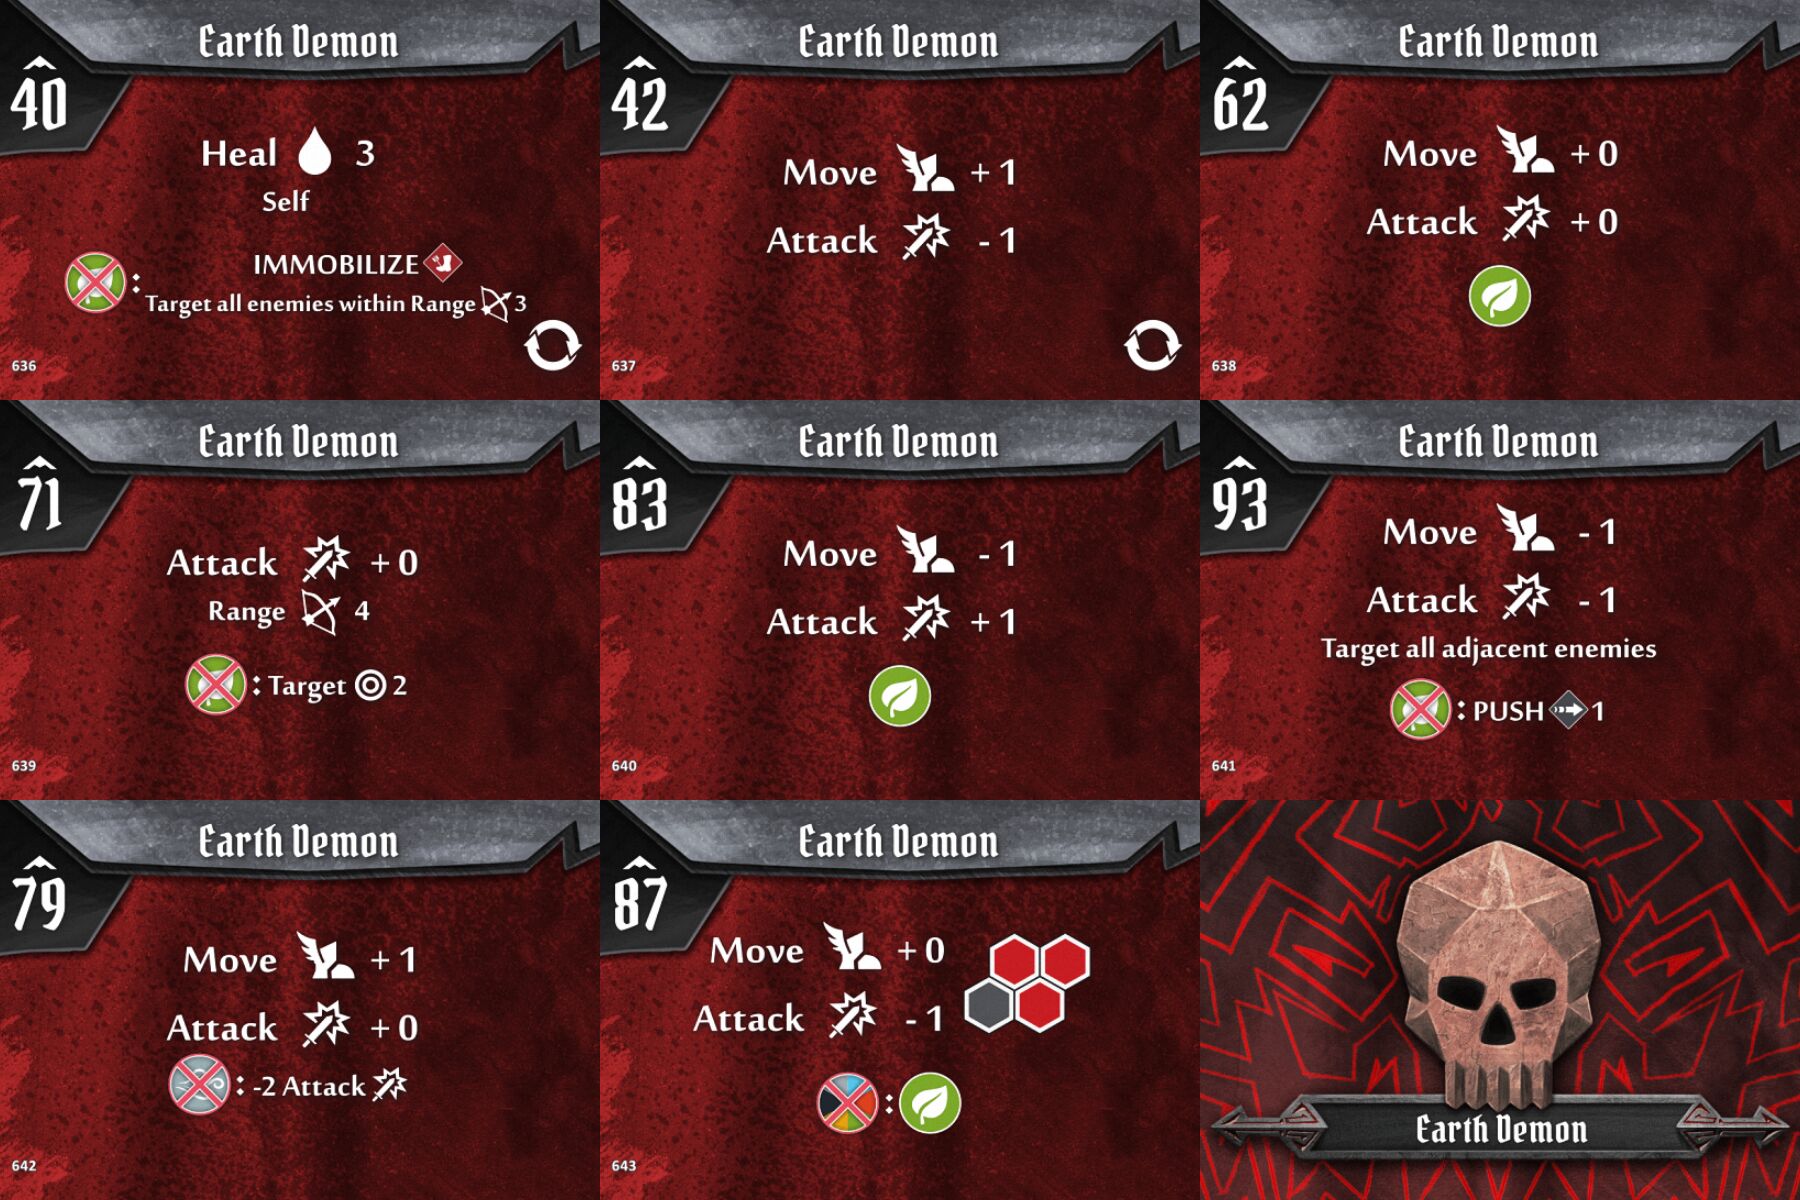 Earth Demon
40
Heal 3
Self
: IMMOBILIZE
Target all enemies within Range 3
636
Earth Demon
42
Move + 1
Attack - 1
637
Earth Demon
62
Move + 0
Attack + 0
638
Earth Demon
71
Attack + 0
Range 4
: Target 2
639
Earth Demon
83
Move - 1
Attack + 1
640
Earth Demon
93
Move - 1
Attack - 1
Target all adjacent enemies
: PUSH 1
641
Earth Demon
79
Move + 1
Attack + 0
: -2 Attack
642
Earth Demon
87
Move + 0
Attack - 1
:
643
Earth Demon